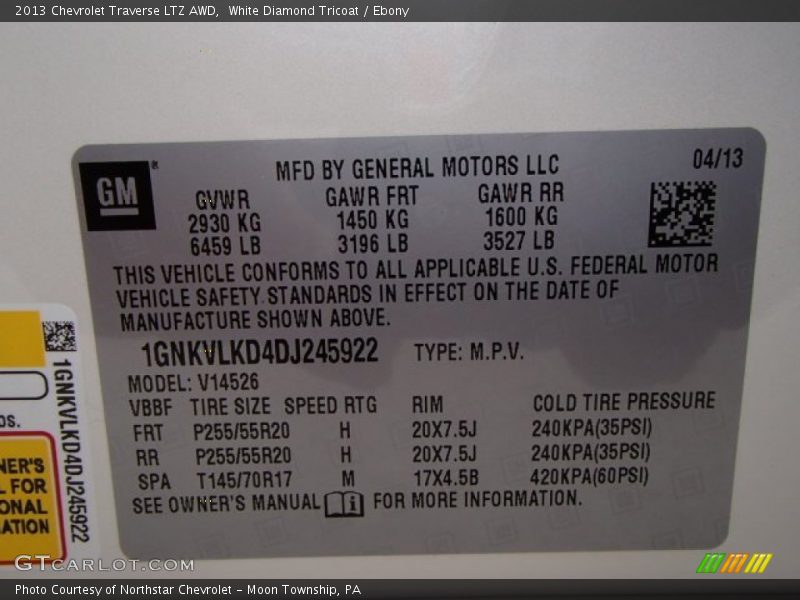 2013 Chevrolet Traverse LTZ AWD,  White Diamond Tricoat / Ebony
GM®
MFD BY GENERAL MOTORS LLC
04/13
GVWR GAWR FRT GAWR RR
2930 KG 1450 KG 1600 KG
6459 LB 3196 LB 3527 LB
THIS VEHICLE CONFORMS TO ALL APPLICABLE U.S. FEDERAL MOTOR
VEHICLE SAFETY STANDARDS IN EFFECT ON THE DATE OF
MANUFACTURE SHOWN ABOVE.
1GNKVLKD4DJ245922 TYPE: M.P.V.
MODEL: V14526
VBBF TIRE SIZE SPEED RTG RIM COLD TIRE PRESSURE
FRT P255/55R20 H 20X7.5J 240KPA(35PSI)
RR P255/55R20 H 20X7.5J 240KPA(35PSI)
SPA T145/70R17 M 17X4.5B 420KPA(60PSI)
SEE OWNER'S MANUAL FOR MORE INFORMATION.
1GNKVLKD4DJ245922
OS.
NER'S
L FOR
ONAL
ATION
GTCARLOT.COM
Photo Courtesy of Northstar Chevrolet - Moon Township, PA